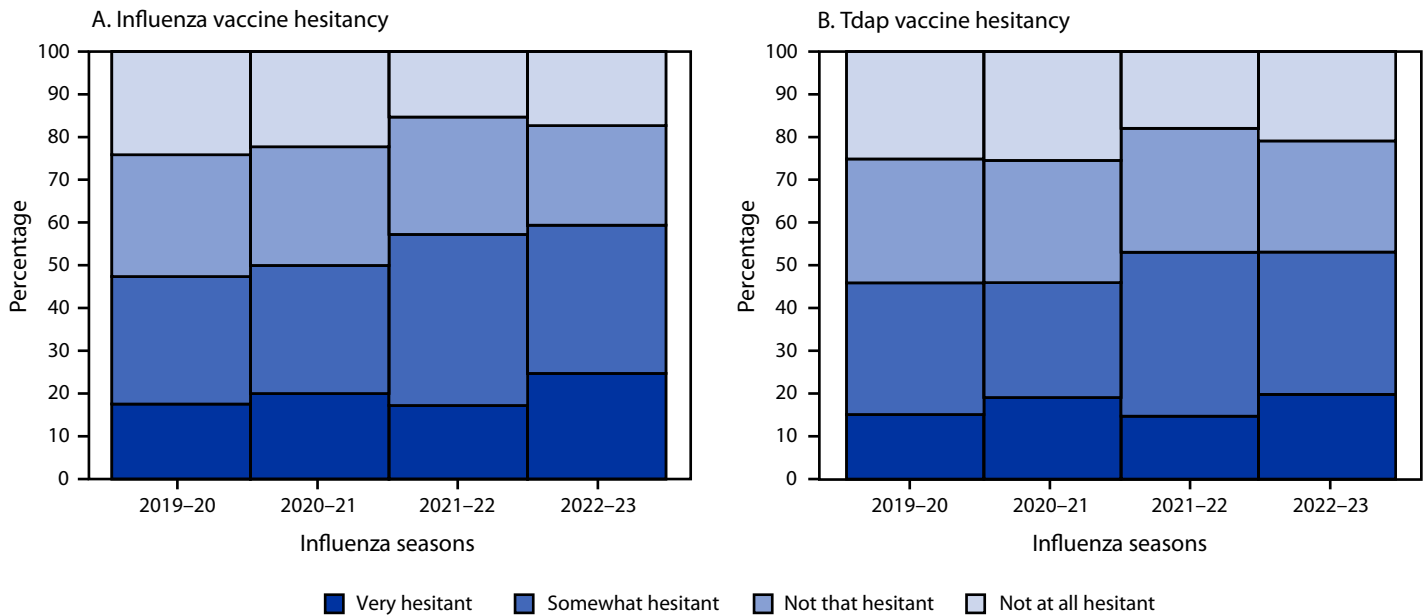 A. Influenza vaccine hesitancy
Percentage
100
90
80
70
60
50
40
30
20
10
0
2019–20 2020–21 2021–22 2022–23
Influenza seasons
B. Tdap vaccine hesitancy
Percentage
100
90
80
70
60
50
40
30
20
10
0
2019–20 2020–21 2021–22 2022–23
Influenza seasons
Very hesitant Somewhat hesitant Not that hesitant Not at all hesitant